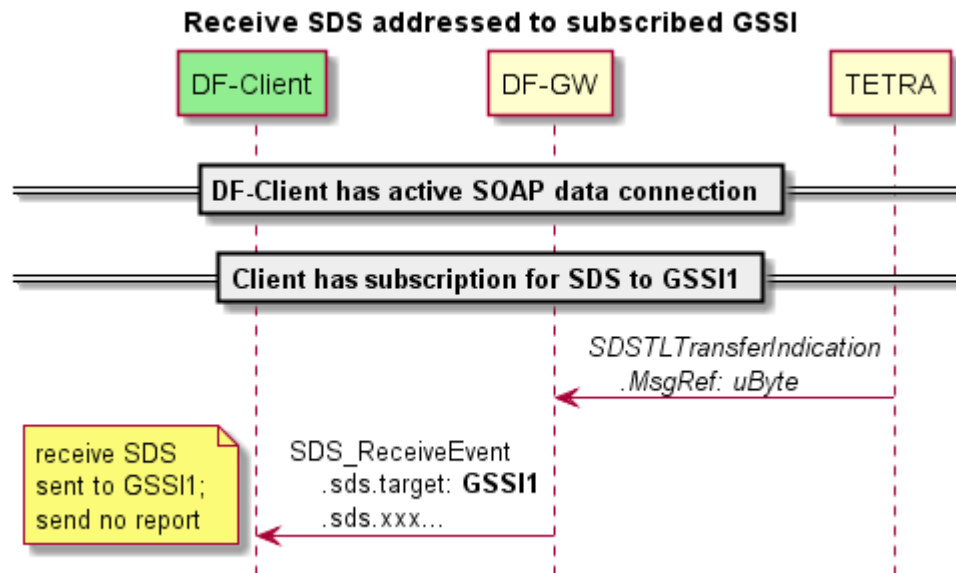 Receive SDS addressed to subscribed GSSI
DF-Client
DF-GW
TETRA
DF-Client has active SOAP data connection
Client has subscription for SDS to GSSI1
SDSTLTransferIndication
.MsgRef: uByte
receive SDS
sent to GSSI1;
send no report
SDS_ReceiveEvent
.sds.target: GSSI1
.sds.xxx...